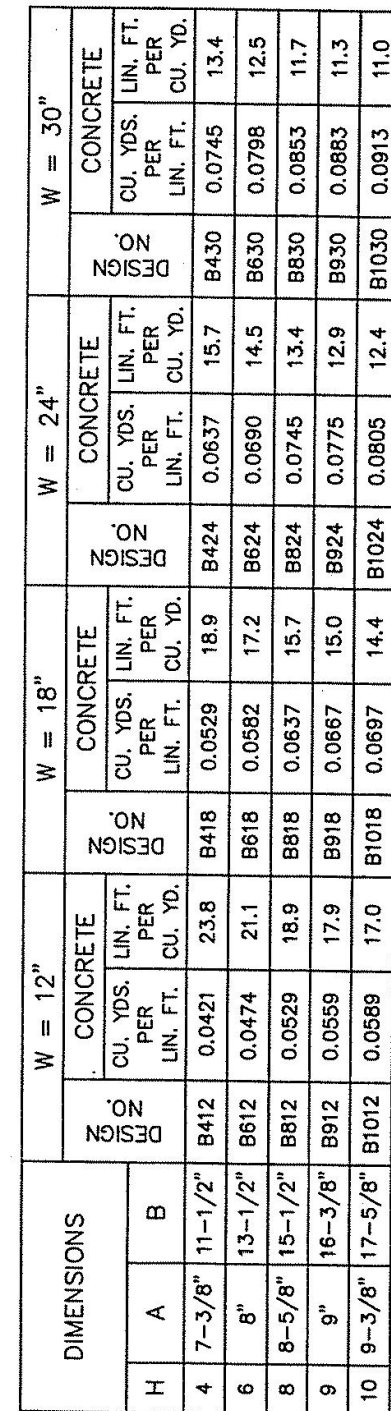 DIMENSIONS W = 12" W = 18" W = 24" W = 30"
DESIGN NO. CONCRETE DESIGN NO. CONCRETE DESIGN NO. CONCRETE DESIGN NO. CONCRETE
H A B CU. YDS. PER LIN. FT. LIN. FT. PER CU. YD. CU. YDS. PER LIN. FT. LIN. FT. PER CU. YD. CU. YDS. PER LIN. FT. LIN. FT. PER CU. YD. CU. YDS. PER LIN. FT. LIN. FT. PER CU. YD.
4 7-3/8" 11-1/2" B412 0.0421 23.8 B418 0.0529 18.9 B424 0.0637 15.7 B430 0.0745 13.4
6 8" 13-1/2" B612 0.0474 21.1 B618 0.0582 17.2 B624 0.0690 14.5 B630 0.0798 12.5
8 8-5/8" 15-1/2" B812 0.0529 18.9 B818 0.0637 15.7 B824 0.0745 13.4 B830 0.0853 11.7
9 9" 16-3/8" B912 0.0559 17.9 B918 0.0667 15.0 B924 0.0775 12.9 B930 0.0883 11.3
10 9-3/8" 17-5/8" B1012 0.0589 17.0 B1018 0.0697 14.4 B1024 0.0805 12.4 B1030 0.0913 11.0